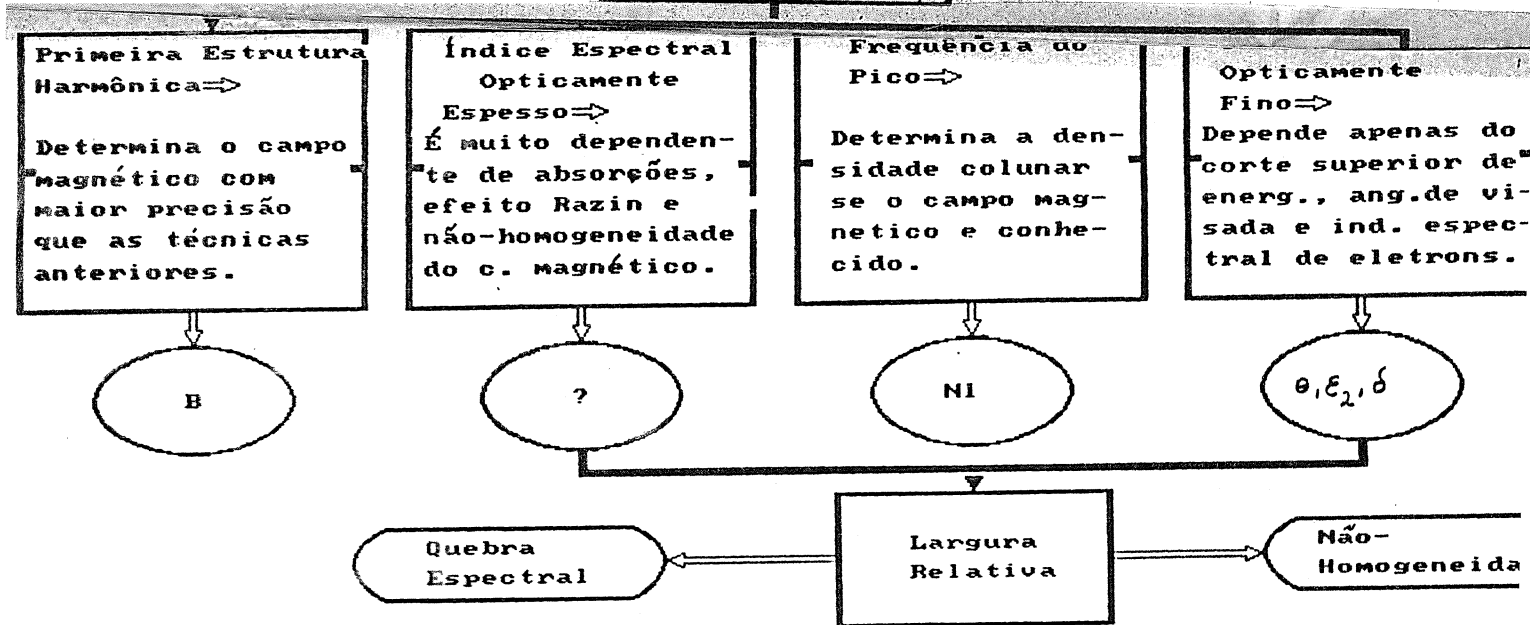 Primeira Estrutura
Harmônica⇒
Determina o campo
magnético com
maior precisão
que as técnicas
anteriores.
B
Índice Espectral
Opticamente
Espesso⇒
É muito dependen-
te de absorções,
efeito Razin e
não-homogeneidade
do c. magnético.
?
Frequência do
Pico⇒
Determina a den-
sidade colunar
se o campo mag-
netico e conhe-
cido.
Nl
Opticamente
Fino⇒
Depende apenas do
corte superior de
energ., ang.de vi-
sada e ind. espec-
tral de eletrons.
θ,ε₂,δ
Largura
Relativa
Quebra
Espectral
Não-
Homogeneida